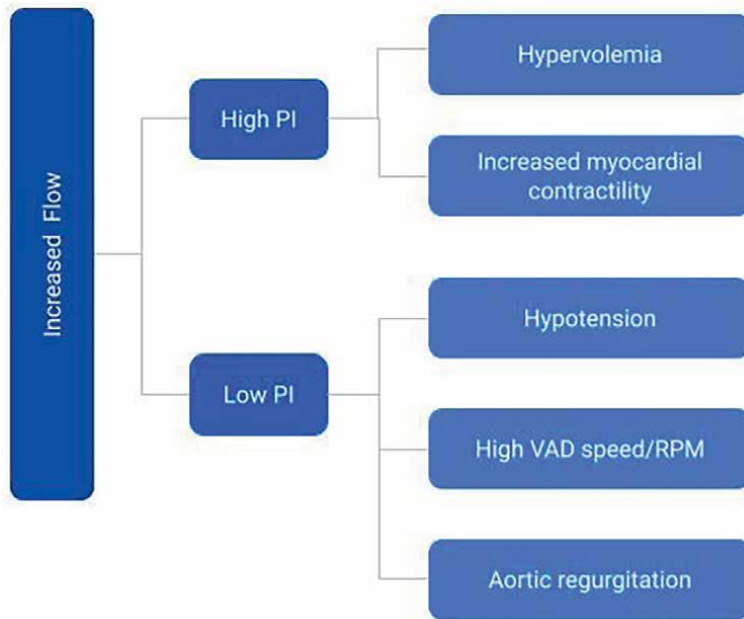 Increased Flow
High PI
Hypervolemia
Increased myocardial
contractility
Low PI
Hypotension
High VAD speed/RPM
Aortic regurgitation